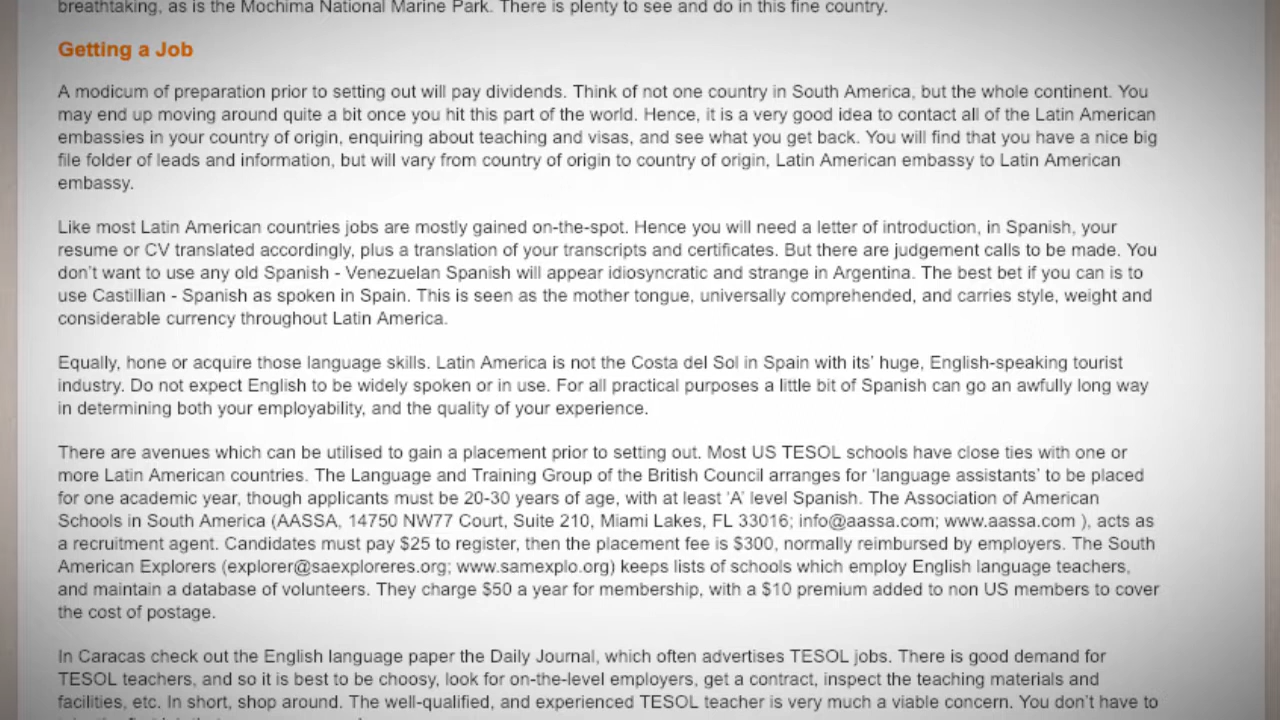 breathtaking, as is the Mochima National Marine Park. There is plenty to see and do in this fine country.
Getting a Job
A modicum of preparation prior to setting out will pay dividends. Think of not one country in South America, but the whole continent. You
may end up moving around quite a bit once you hit this part of the world. Hence, it is a very good idea to contact all of the Latin American
embassies in your country of origin, enquiring about teaching and visas, and see what you get back. You will find that you have a nice big
file folder of leads and information, but will vary from country of origin to country of origin, Latin American embassy to Latin American
embassy.
Like most Latin American countries jobs are mostly gained on-the-spot. Hence you will need a letter of introduction, in Spanish, your
resume or CV translated accordingly, plus a translation of your transcripts and certificates. But there are judgement calls to be made. You
don't want to use any old Spanish - Venezuelan Spanish will appear idiosyncratic and strange in Argentina. The best bet if you can is to
use Castillian - Spanish as spoken in Spain. This is seen as the mother tongue, universally comprehended, and carries style, weight and
considerable currency throughout Latin America.
Equally, hone or acquire those language skills. Latin America is not the Costa del Sol in Spain with its' huge, English-speaking tourist
industry. Do not expect English to be widely spoken or in use. For all practical purposes a little bit of Spanish can go an awfully long way
in determining both your employability, and the quality of your experience.
There are avenues which can be utilised to gain a placement prior to setting out. Most US TESOL schools have close ties with one or
more Latin American countries. The Language and Training Group of the British Council arranges for 'language assistants' to be placed
for one academic year, though applicants must be 20-30 years of age, with at least 'A' level Spanish. The Association of American
Schools in South America (AASSA, 14750 NW77 Court, Suite 210, Miami Lakes, FL 33016; info@aassa.com; www.aassa.com ), acts as
a recruitment agent. Candidates must pay $25 to register, then the placement fee is $300, normally reimbursed by employers. The South
American Explorers (explorer@saexploreres.org; www.samexplo.org) keeps lists of schools which employ English language teachers,
and maintain a database of volunteers. They charge $50 a year for membership, with a $10 premium added to non US members to cover
the cost of postage.
In Caracas check out the English language paper the Daily Journal, which often advertises TESOL jobs. There is good demand for
TESOL teachers, and so it is best to be choosy, look for on-the-level employers, get a contract, inspect the teaching materials and
facilities, etc. In short, shop around. The well-qualified, and experienced TESOL teacher is very much a viable concern. You don't have to